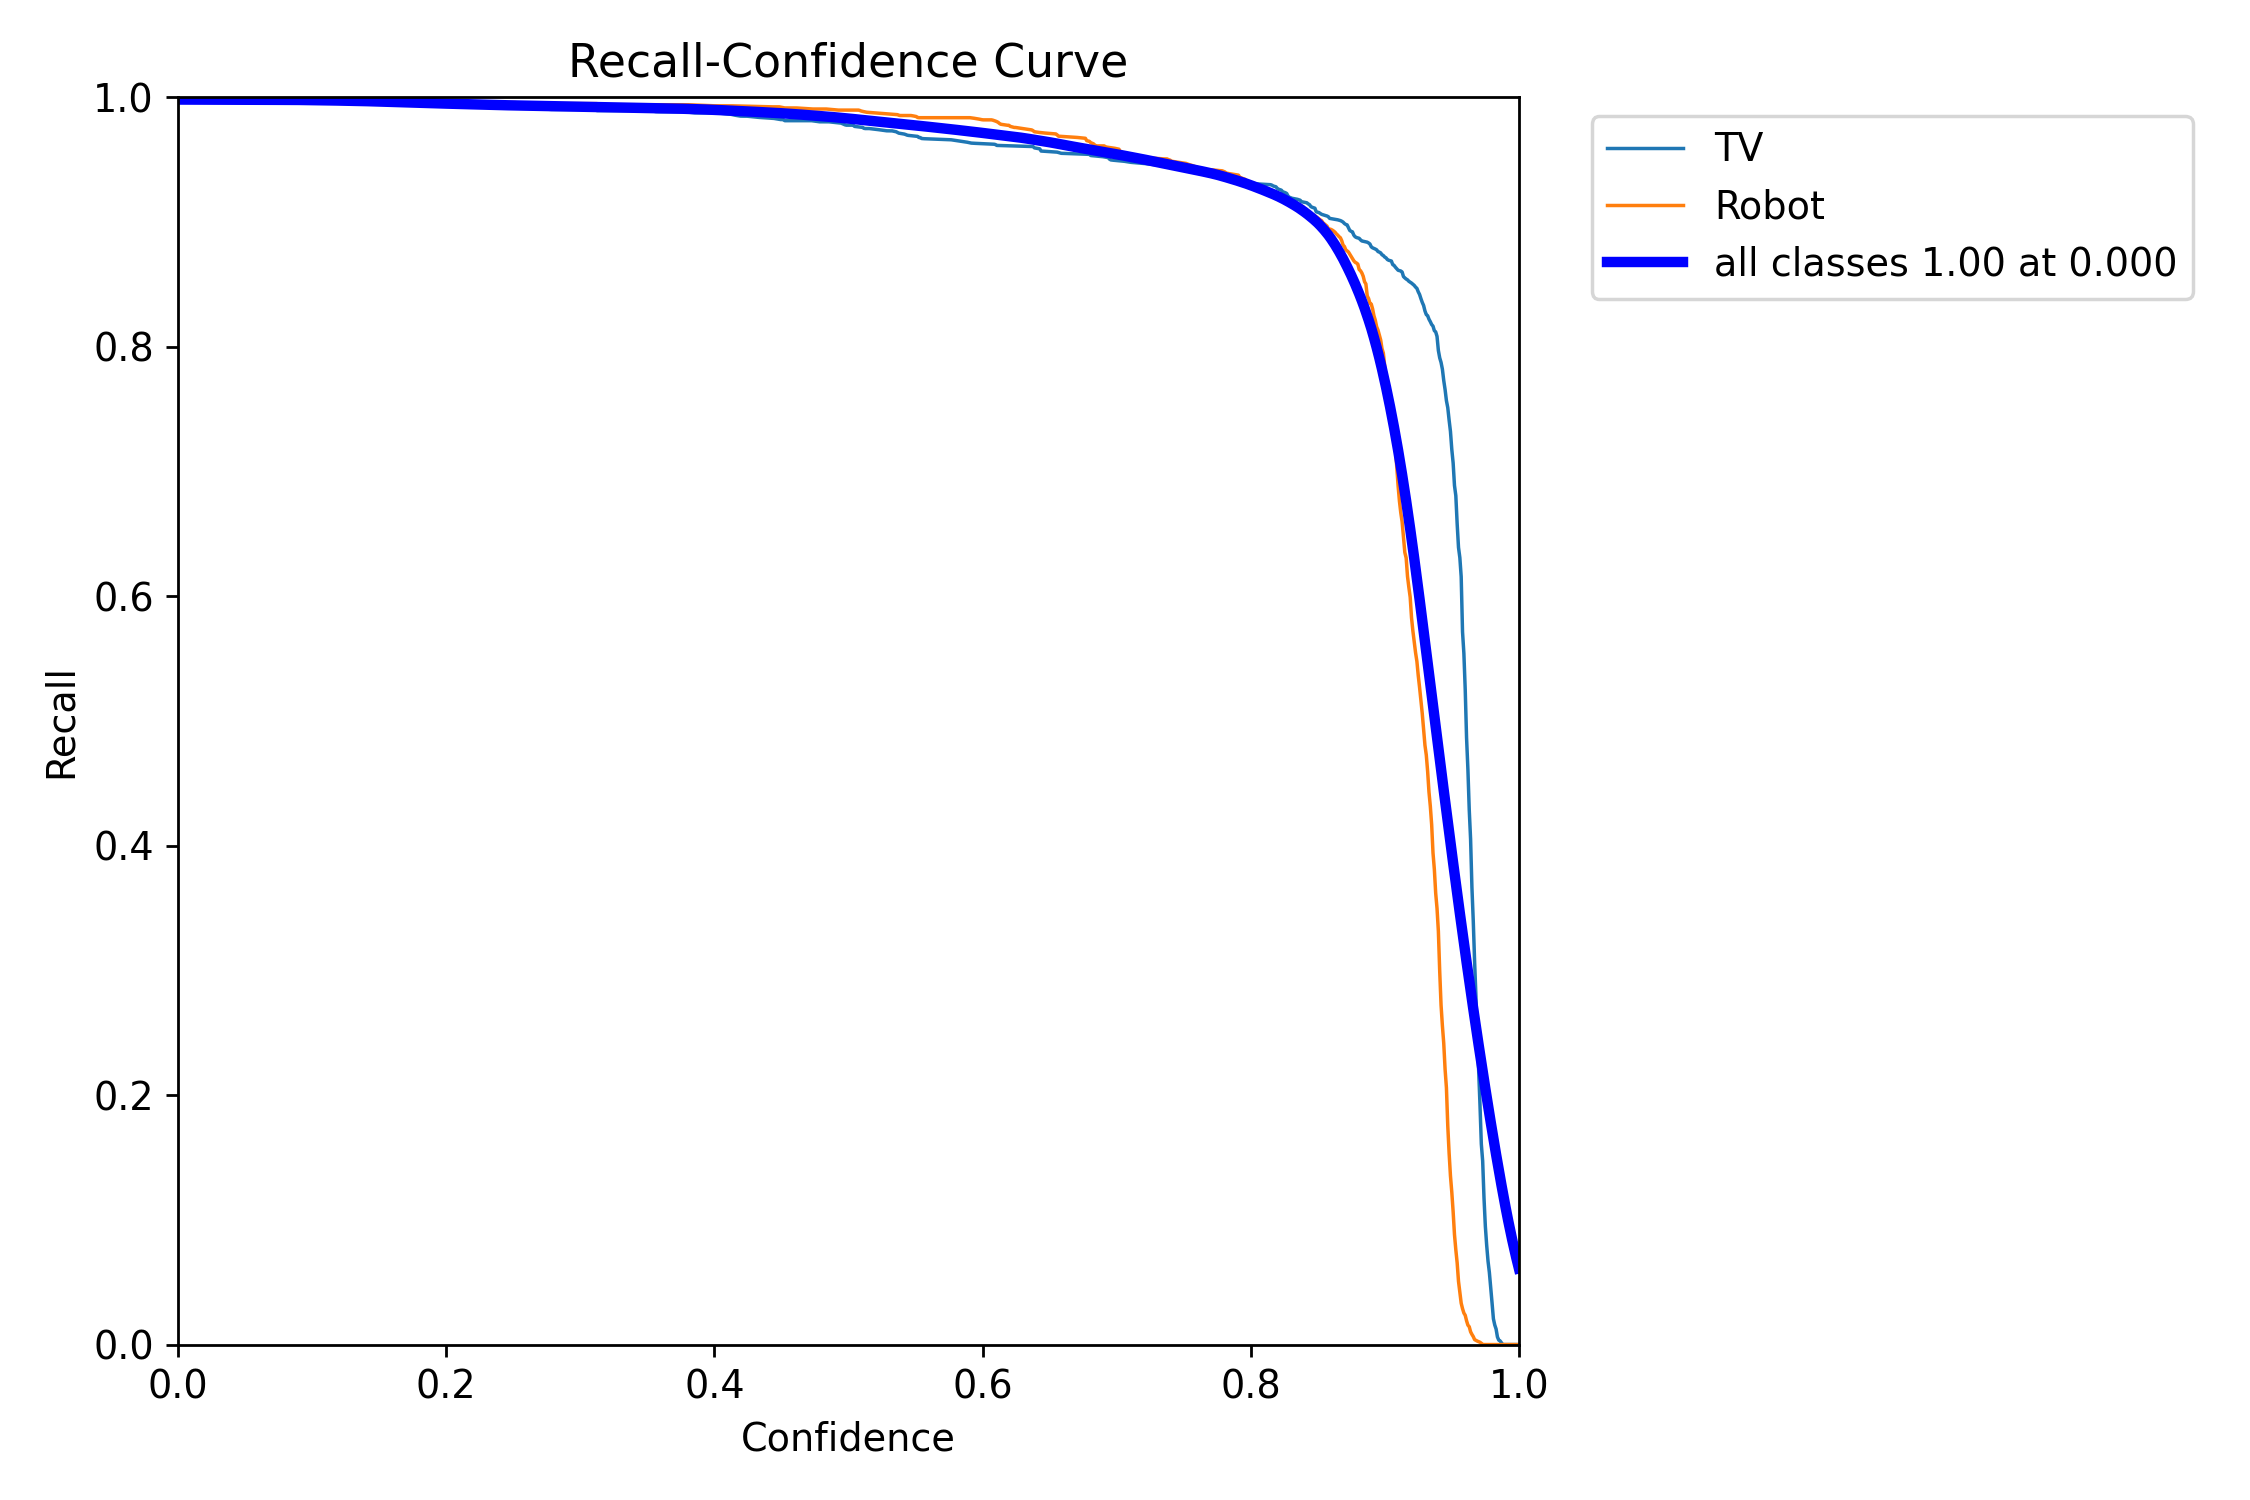 Recall-Confidence Curve
1.0
0.8
0.6
0.4
0.2
0.0
Recall
0.0 0.2 0.4 0.6 0.8 1.0
Confidence
TV
Robot
all classes 1.00 at 0.000